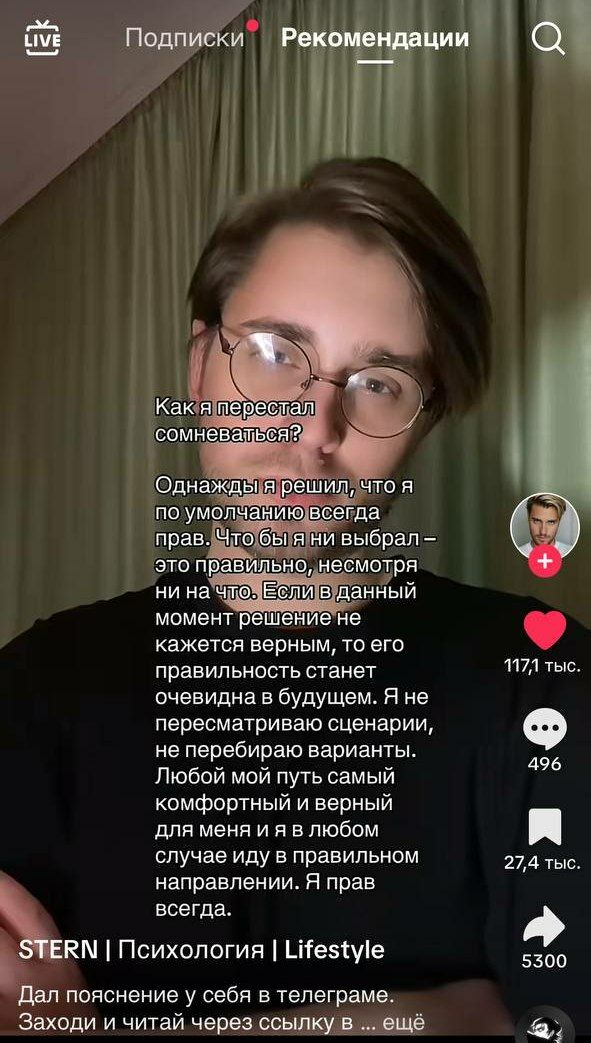 LIVE
Подписки
Рекомендации
Как я перестал
сомневаться?
Однажды я решил, что я
по умолчанию всегда
прав. Что бы я ни выбрал –
это правильно, несмотря
ни на что. Если в данный
момент решение не
кажется верным, то его
правильность станет
очевидна в будущем. Я не
пересматриваю сценарии,
не перебираю варианты.
Любой мой путь самый
комфортный и верный
для меня и я в любом
случае иду в правильном
направлении. Я прав
всегда.
117,1 тыс.
496
27,4 тыс.
5300
STERN | Психология | Lifestyle
Дал пояснение у себя в телеграме.
Заходи и читай через ссылку в ... ещё